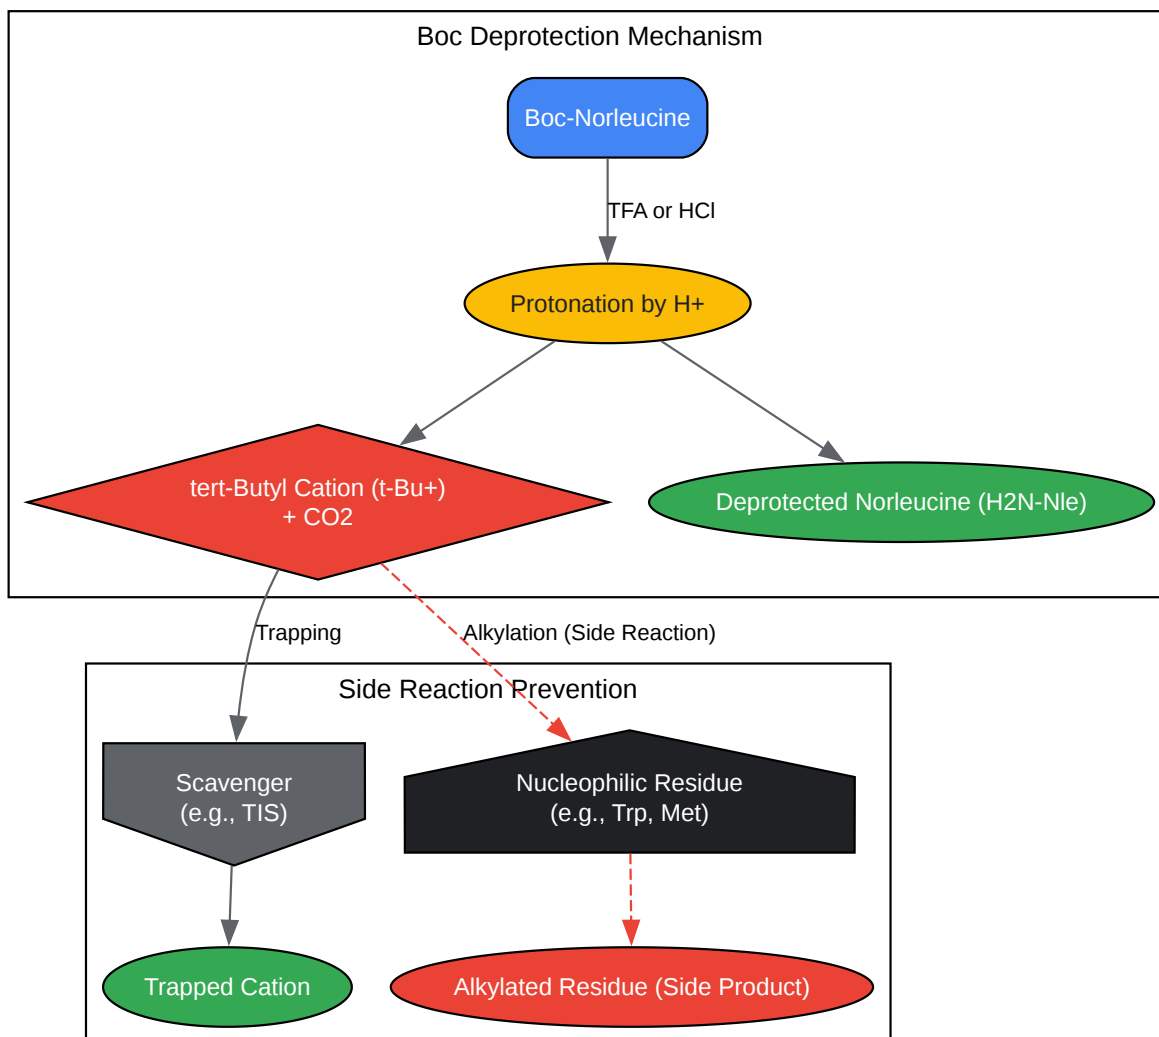 Boc Deprotection Mechanism
Boc-Norleucine
TFA or HCl
Protonation by H+
tert-Butyl Cation (t-Bu+)
+ CO2
Deprotected Norleucine (H2N-Nle)
Trapping
Alkylation (Side Reaction)
Side Reaction Prevention
Scavenger
(e.g., TIS)
Nucleophilic Residue
(e.g., Trp, Met)
Trapped Cation
Alkylated Residue (Side Product)